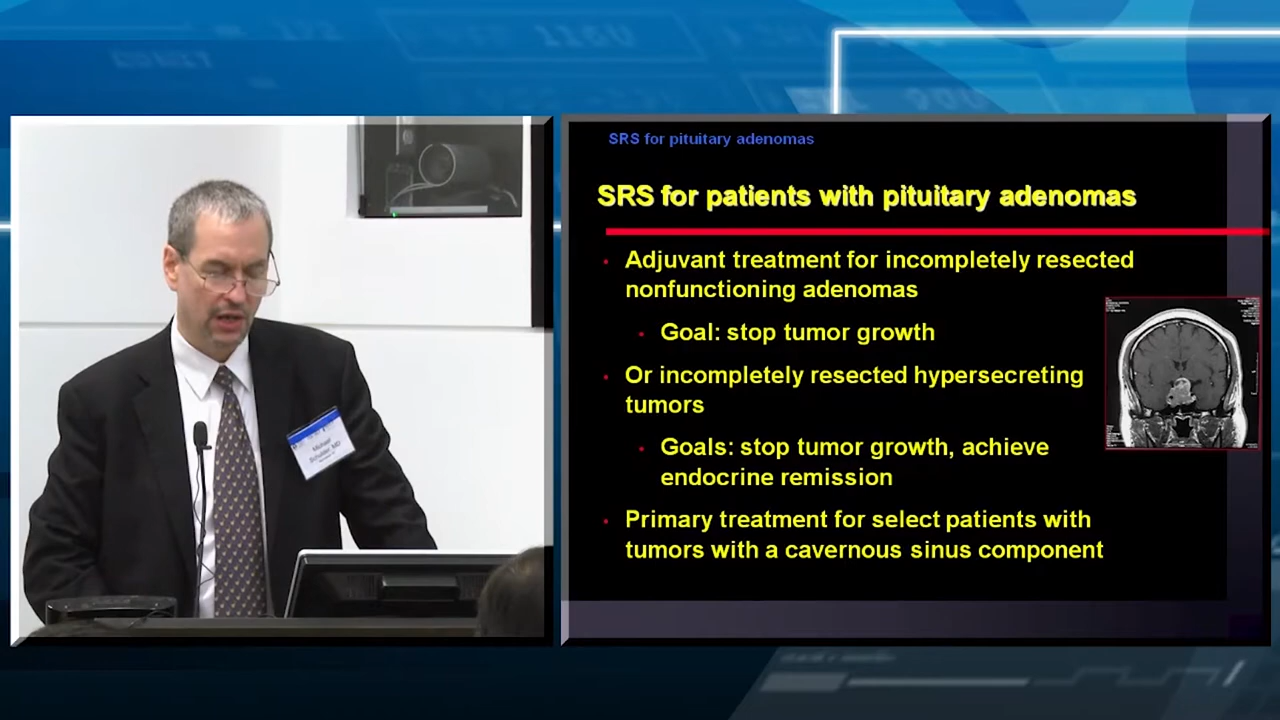 SRS for pituitary adenomas
SRS for patients with pituitary adenomas
• Adjuvant treatment for incompletely resected
nonfunctioning adenomas
• Goal: stop tumor growth
• Or incompletely resected hypersecreting
tumors
• Goals: stop tumor growth, achieve
endocrine remission
• Primary treatment for select patients with
tumors with a cavernous sinus component
Michael
MD